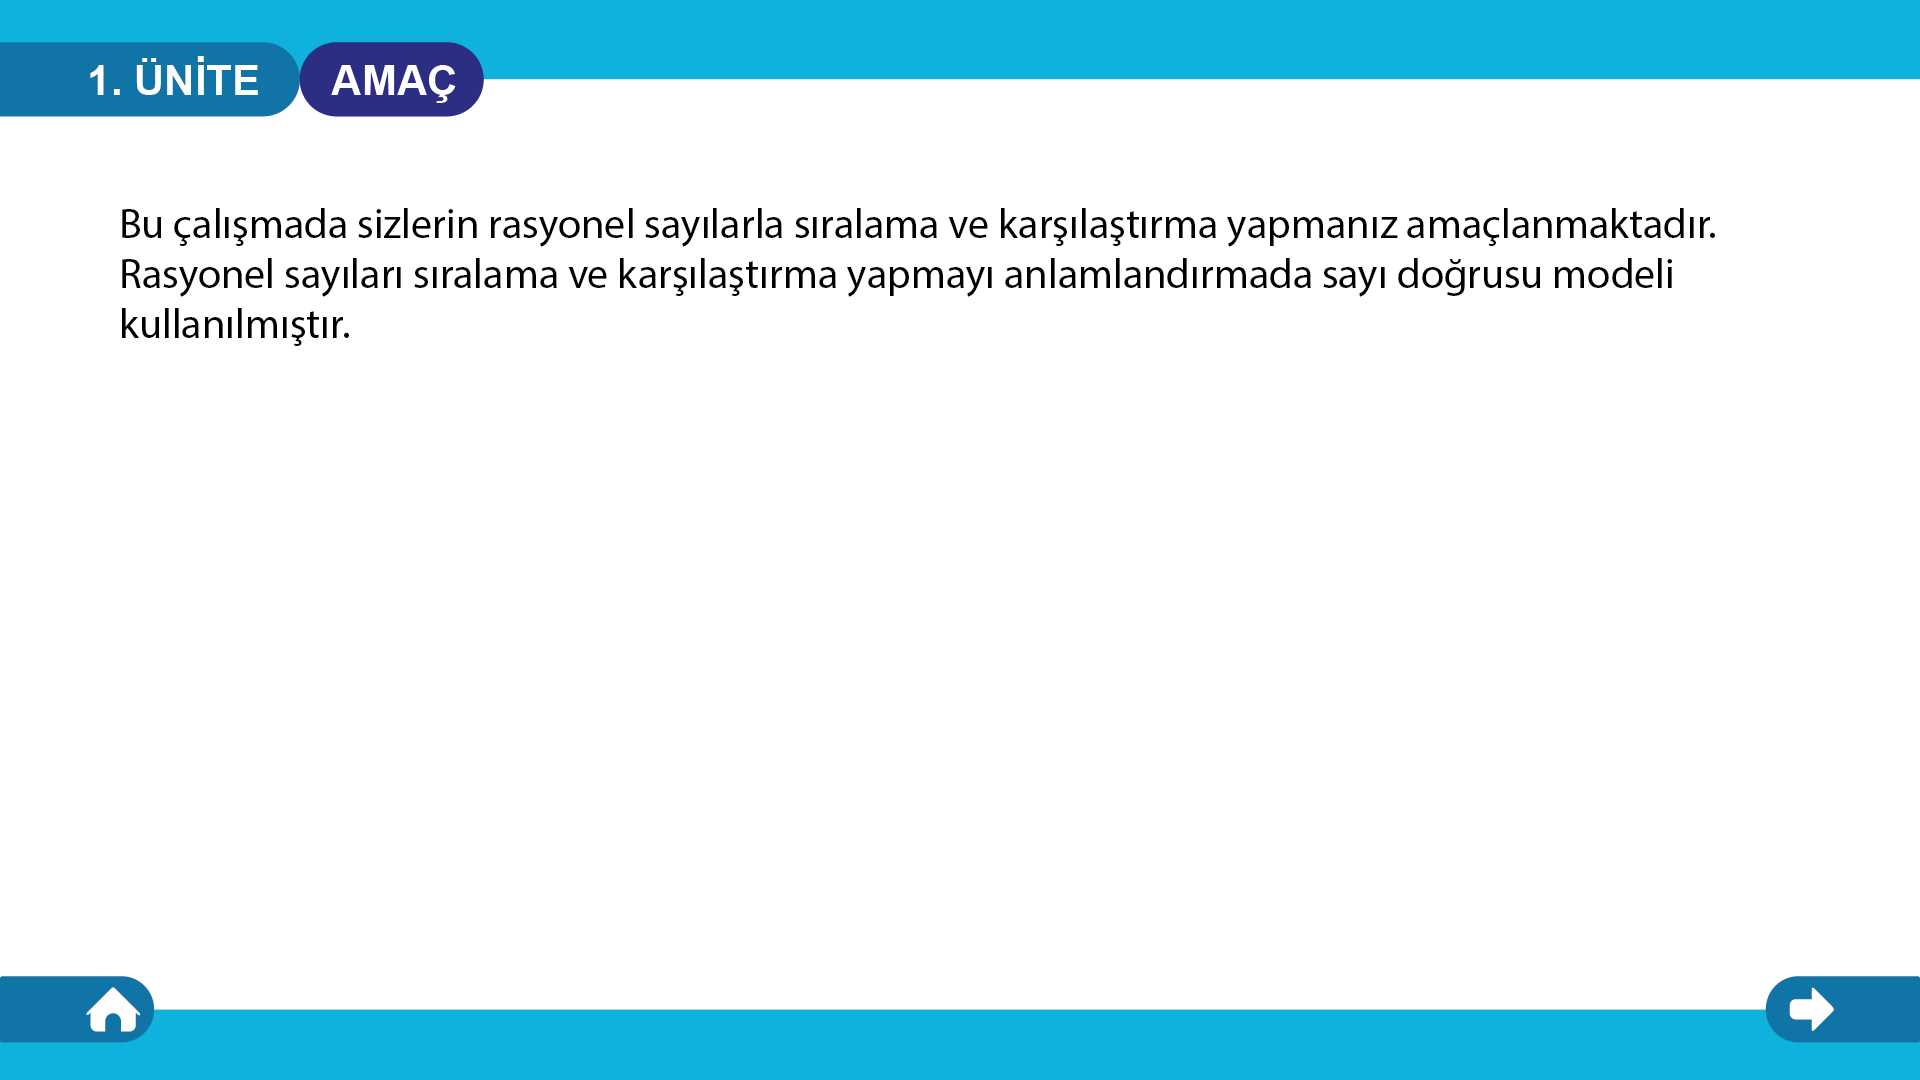 1. ÜNİTE AMAÇ
Bu çalışmada sizlerin rasyonel sayılarla sıralama ve karşılaştırma yapmanız amaçlanmaktadır.
Rasyonel sayıları sıralama ve karşılaştırma yapmayı anlamlandırmada sayı doğrusu modeli
kullanılmıştır.